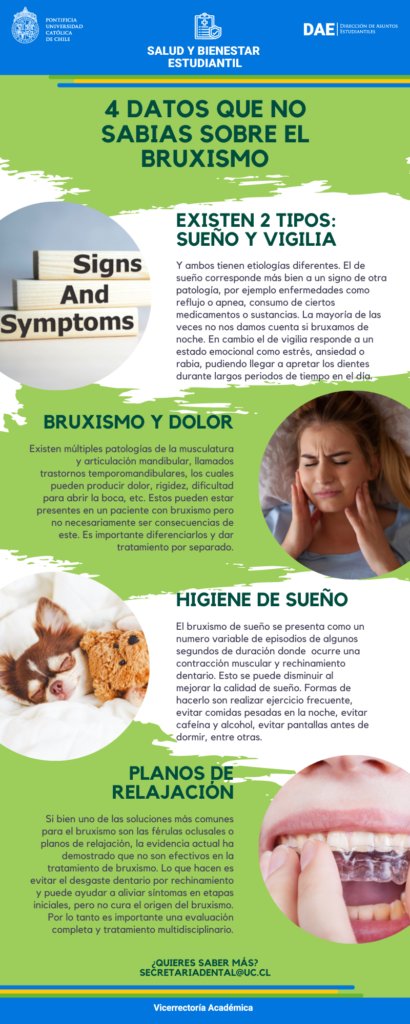 PONTIFICIA
UNIVERSIDAD
CATÓLICA
DE CHILE
SALUD Y BIENESTAR
ESTUDIANTIL
DAE
DIRECCIÓN DE ASUNTOS
ESTUDIANTILES
4 DATOS QUE NO
SABIAS SOBRE EL
BRUXISMO
Signs
And
Symptoms
EXISTEN 2 TIPOS:
SUEÑO Y VIGILIA
Y ambos tienen etiologías diferentes. El de
sueño corresponde más bien a un signo de otra
patología, por ejemplo enfermedades como
reflujo o apnea, consumo de ciertos
medicamentos o sustancias. La mayoría de las
veces no nos damos cuenta si bruxamos de
noche. En cambio el de vigilia responde a un
estado emocional como estrés, ansiedad o
rabia, pudiendo llegar a apretar los dientes
durante largos periodos de tiempo en el día.
BRUXISMO Y DOLOR
Existen múltiples patologías de la musculatura
y articulación mandibular, llamados
trastornos temporomandibulares, los cuales
pueden producir dolor, rigidez, dificultad
para abrir la boca, etc. Estos pueden estar
presentes en un paciente con bruxismo pero
no necesariamente ser consecuencias de
este. Es importante diferenciarlos y dar
tratamiento por separado.
HIGIENE DE SUEÑO
El bruxismo de sueño se presenta como un
numero variable de episodios de algunos
segundos de duración donde ocurre una
contracción muscular y rechinamiento
dentario. Esto se puede disminuir al
mejorar la calidad de sueño. Formas de
hacerlo son realizar ejercicio frecuente,
evitar comidas pesadas en la noche, evitar
cafeína y alcohol, evitar pantallas antes de
dormir, entre otras.
PLANOS DE
RELAJACIÓN
Si bien uno de las soluciones más comunes
para el bruxismo son las férulas oclusales o
planos de relajación, la evidencia actual ha
demostrado que no son efectivos en el
tratamiento de bruxismo. Lo que hacen es
evitar el desgaste dentario por rechinamiento
y puede ayudar a aliviar síntomas en etapas
iniciales, pero no cura el origen del bruxismo.
Por lo tanto es importante una evaluación
completa y tratamiento multidisciplinario.
¿QUIERES SABER MÁS?
SECRETARIADENTAL@UC.CL
Vicerrectoría Académica